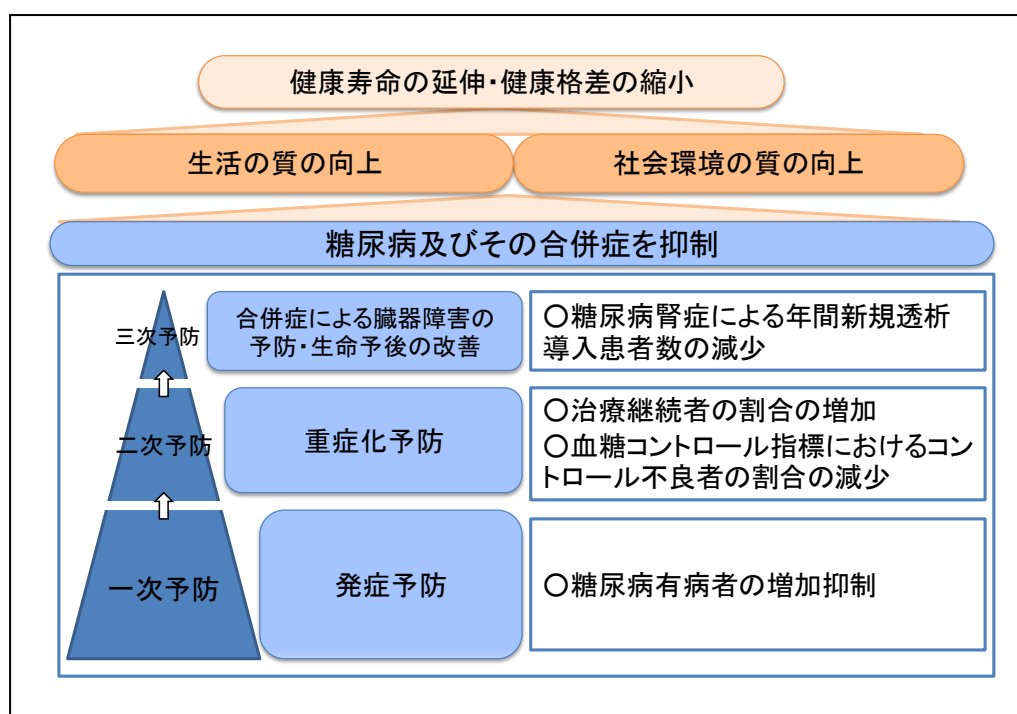 健康寿命の延伸・健康格差の縮小
生活の質の向上
社会環境の質の向上
糖尿病及びその合併症を抑制
三次予防
合併症による臓器障害の
予防・生命予後の改善
○糖尿病腎症による年間新規透析
導入患者数の減少
二次予防
重症化予防
○治療継続者の割合の増加
○血糖コントロール指標におけるコン
トロール不良者の割合の減少
一次予防
発症予防
○糖尿病有病者の増加抑制